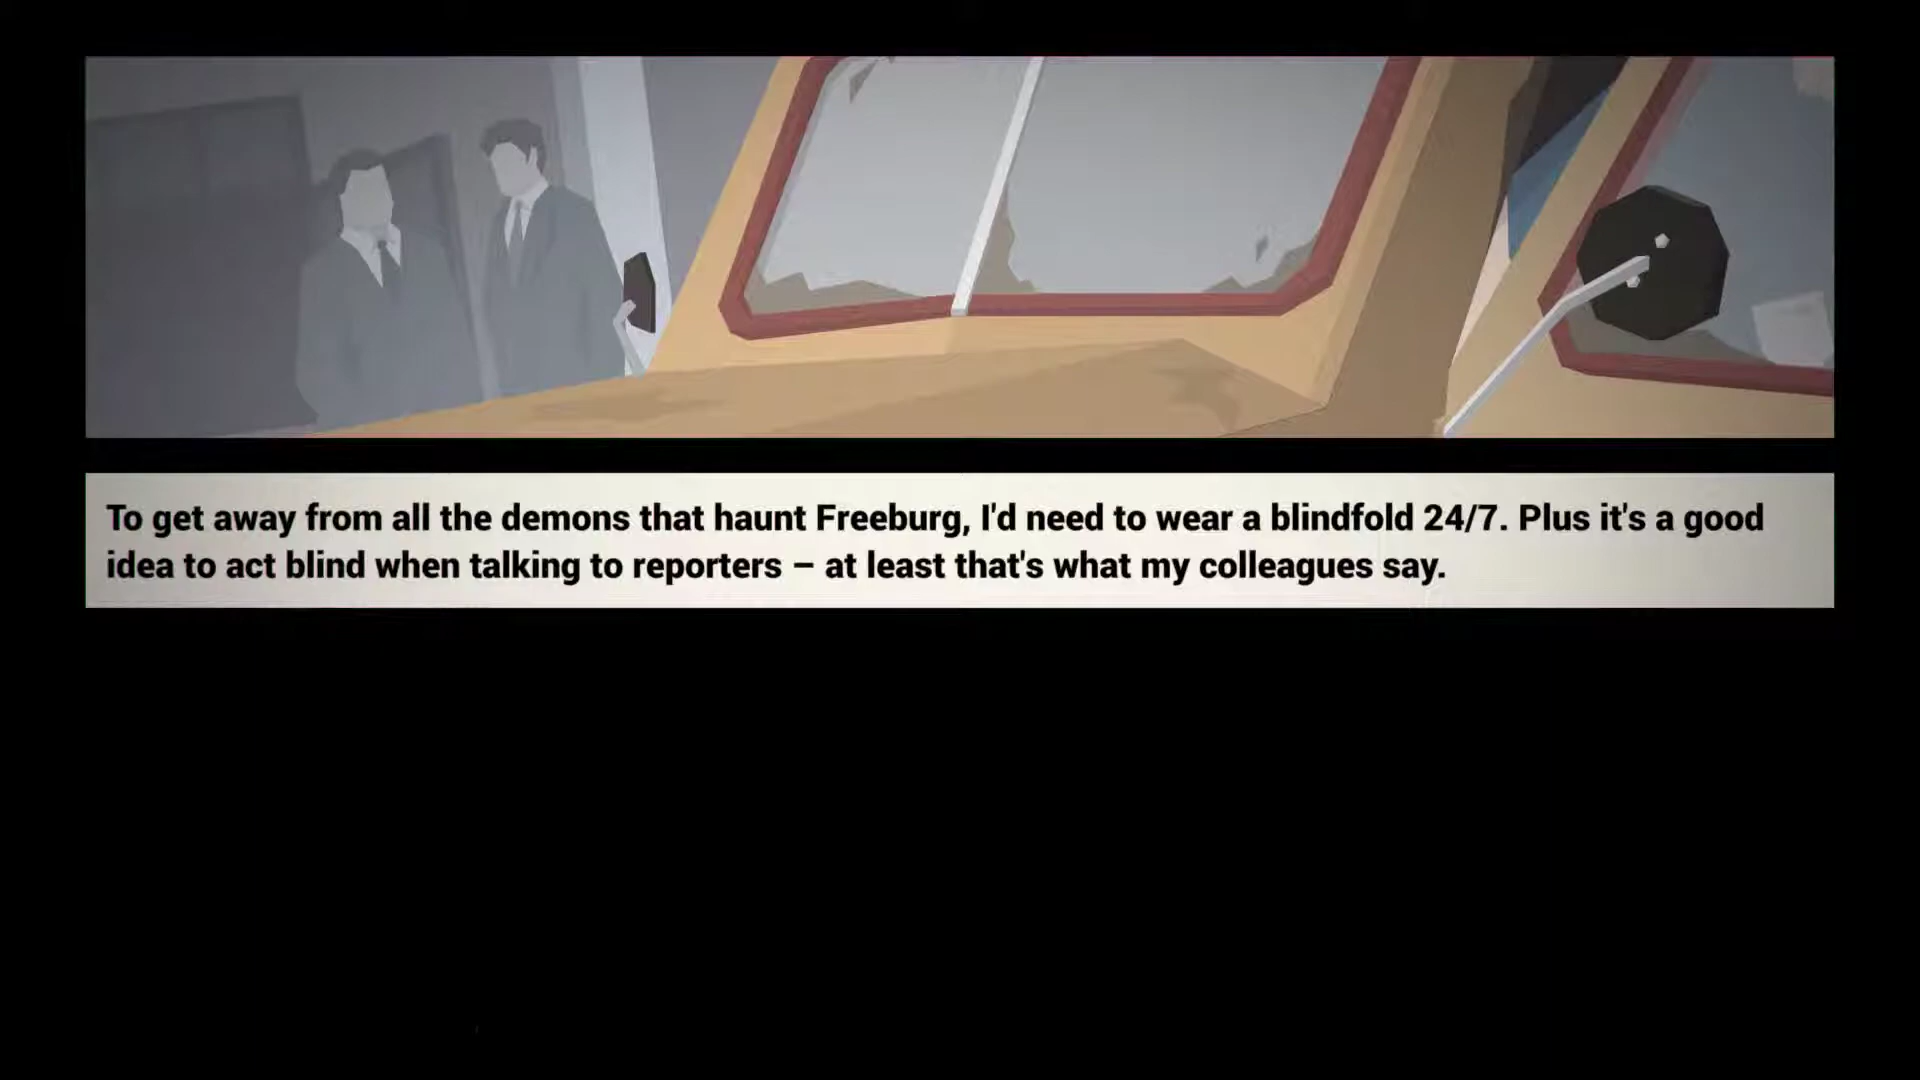 To get away from all the demons that haunt Freeburg, I'd need to wear a blindfold 24/7. Plus it's a good
idea to act blind when talking to reporters – at least that's what my colleagues say.